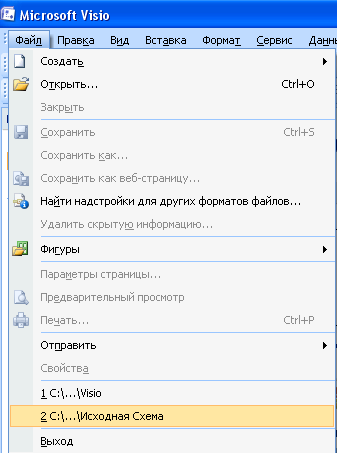 Microsoft Visio
Файл Правка Вид Вставка Формат Сервис Данн
Создать
Открыть... Ctrl+O
Закрыть
Сохранить Ctrl+S
Сохранить как...
Сохранить как веб-страницу...
Найти надстройки для других форматов файлов...
Удалить скрытую информацию...
Фигуры
Параметры страницы...
Предварительный просмотр
Печать... Ctrl+P
Отправить
Свойства
1 C:\...\Visio
2 C:\...\Исходная Схема
Выход